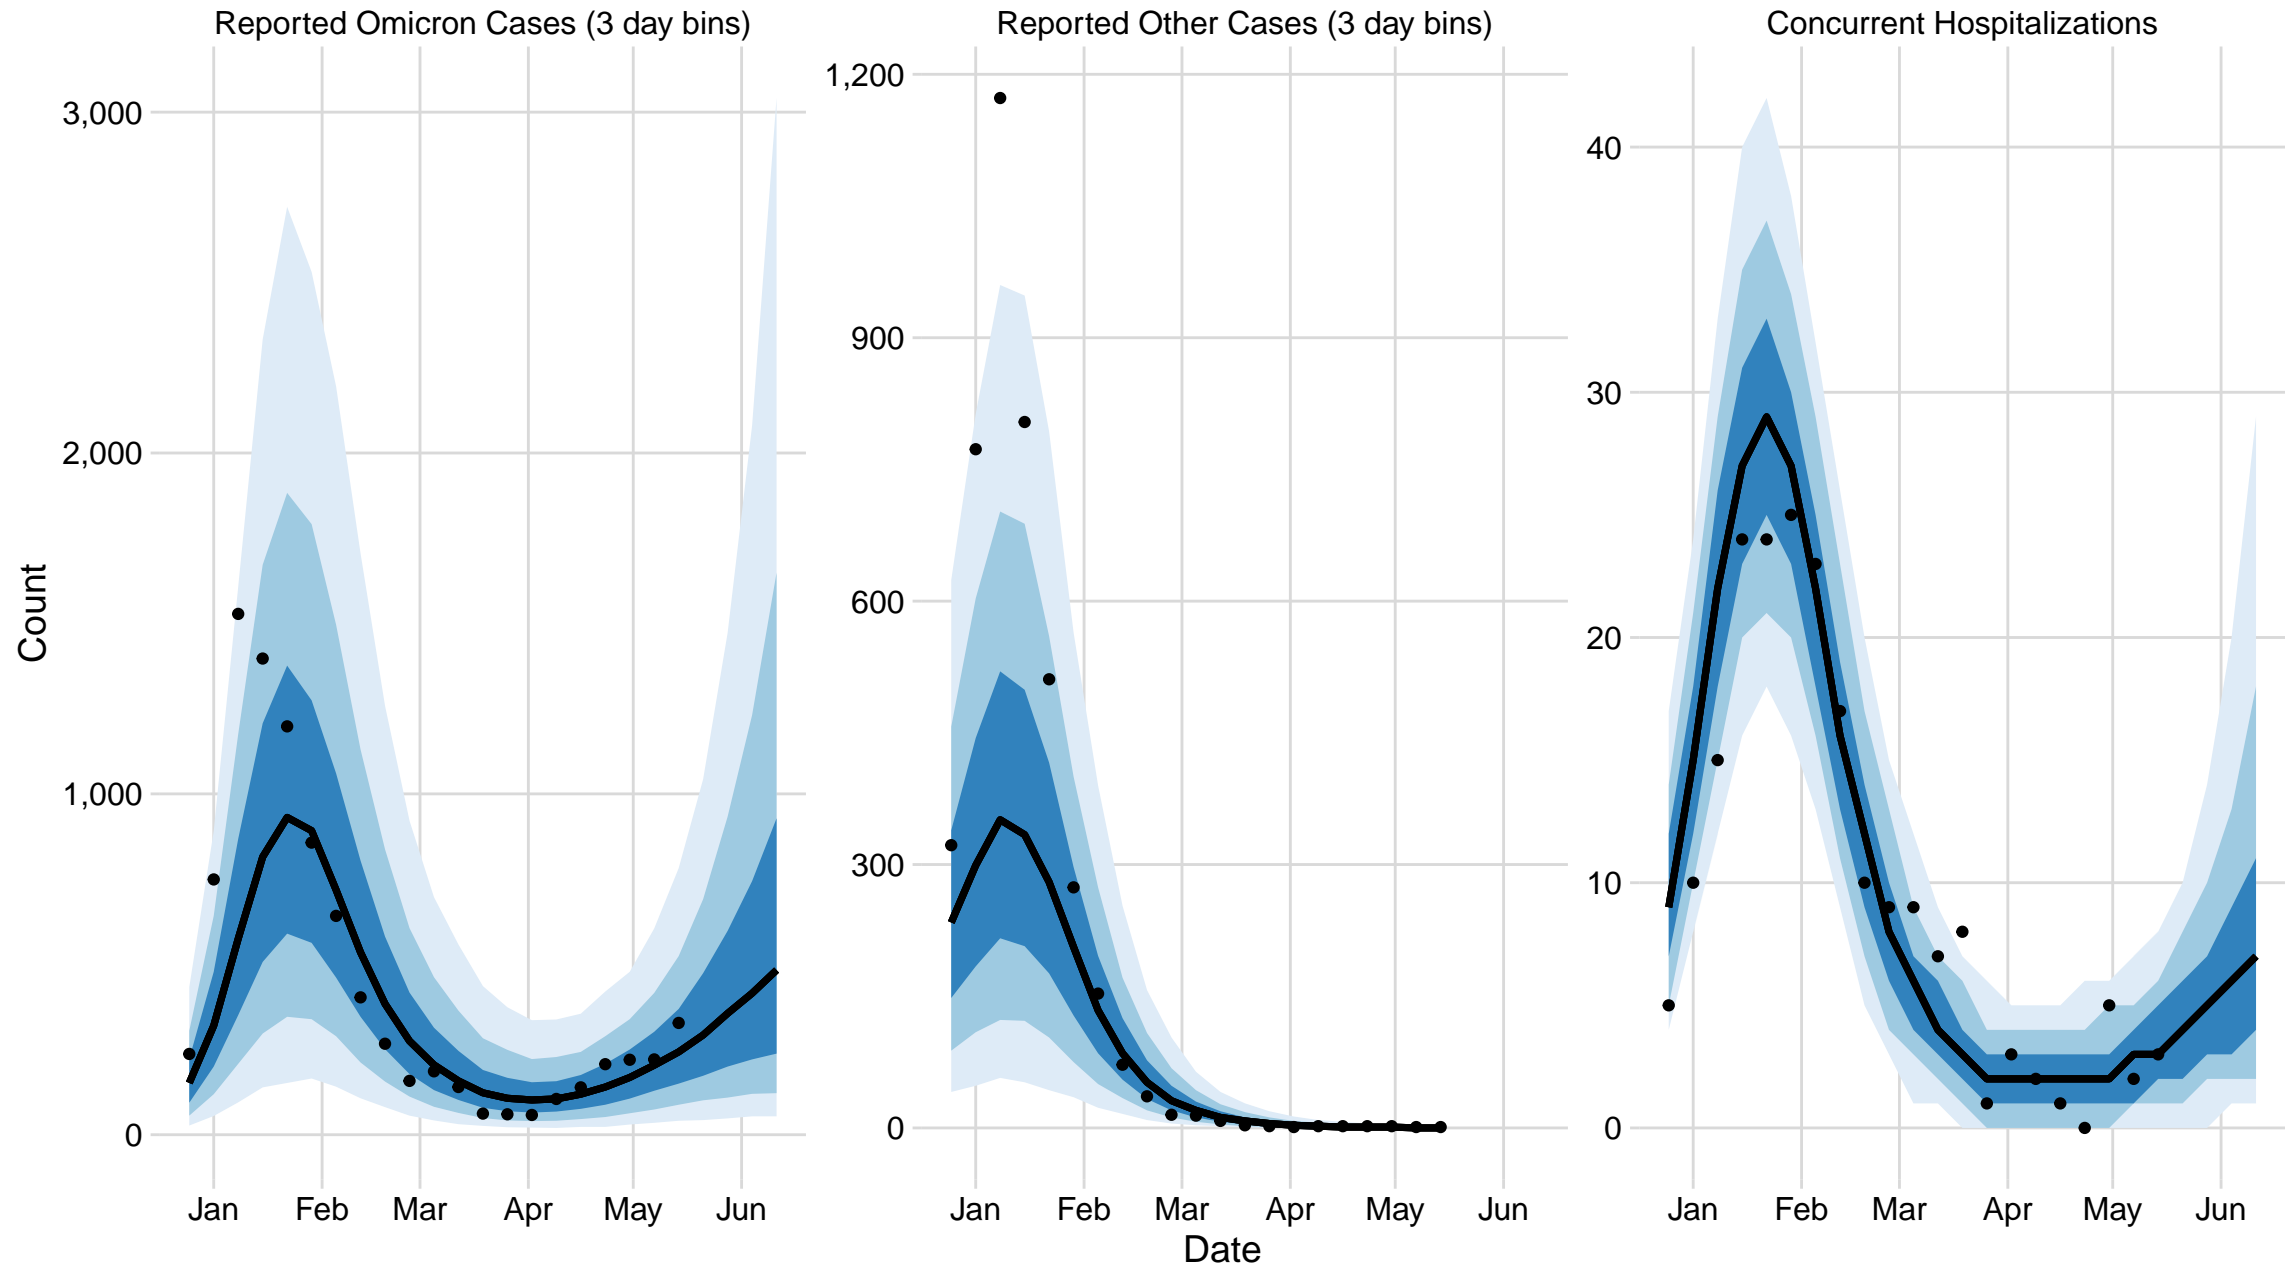 Reported Omicron Cases (3 day bins)
Reported Other Cases (3 day bins)
Concurrent Hospitalizations
Count
3,000
2,000
1,000
0
1,200
900
600
300
0
40
30
20
10
0
Jan Feb Mar Apr May Jun
Jan Feb Mar Apr May Jun
Jan Feb Mar Apr May Jun
Date